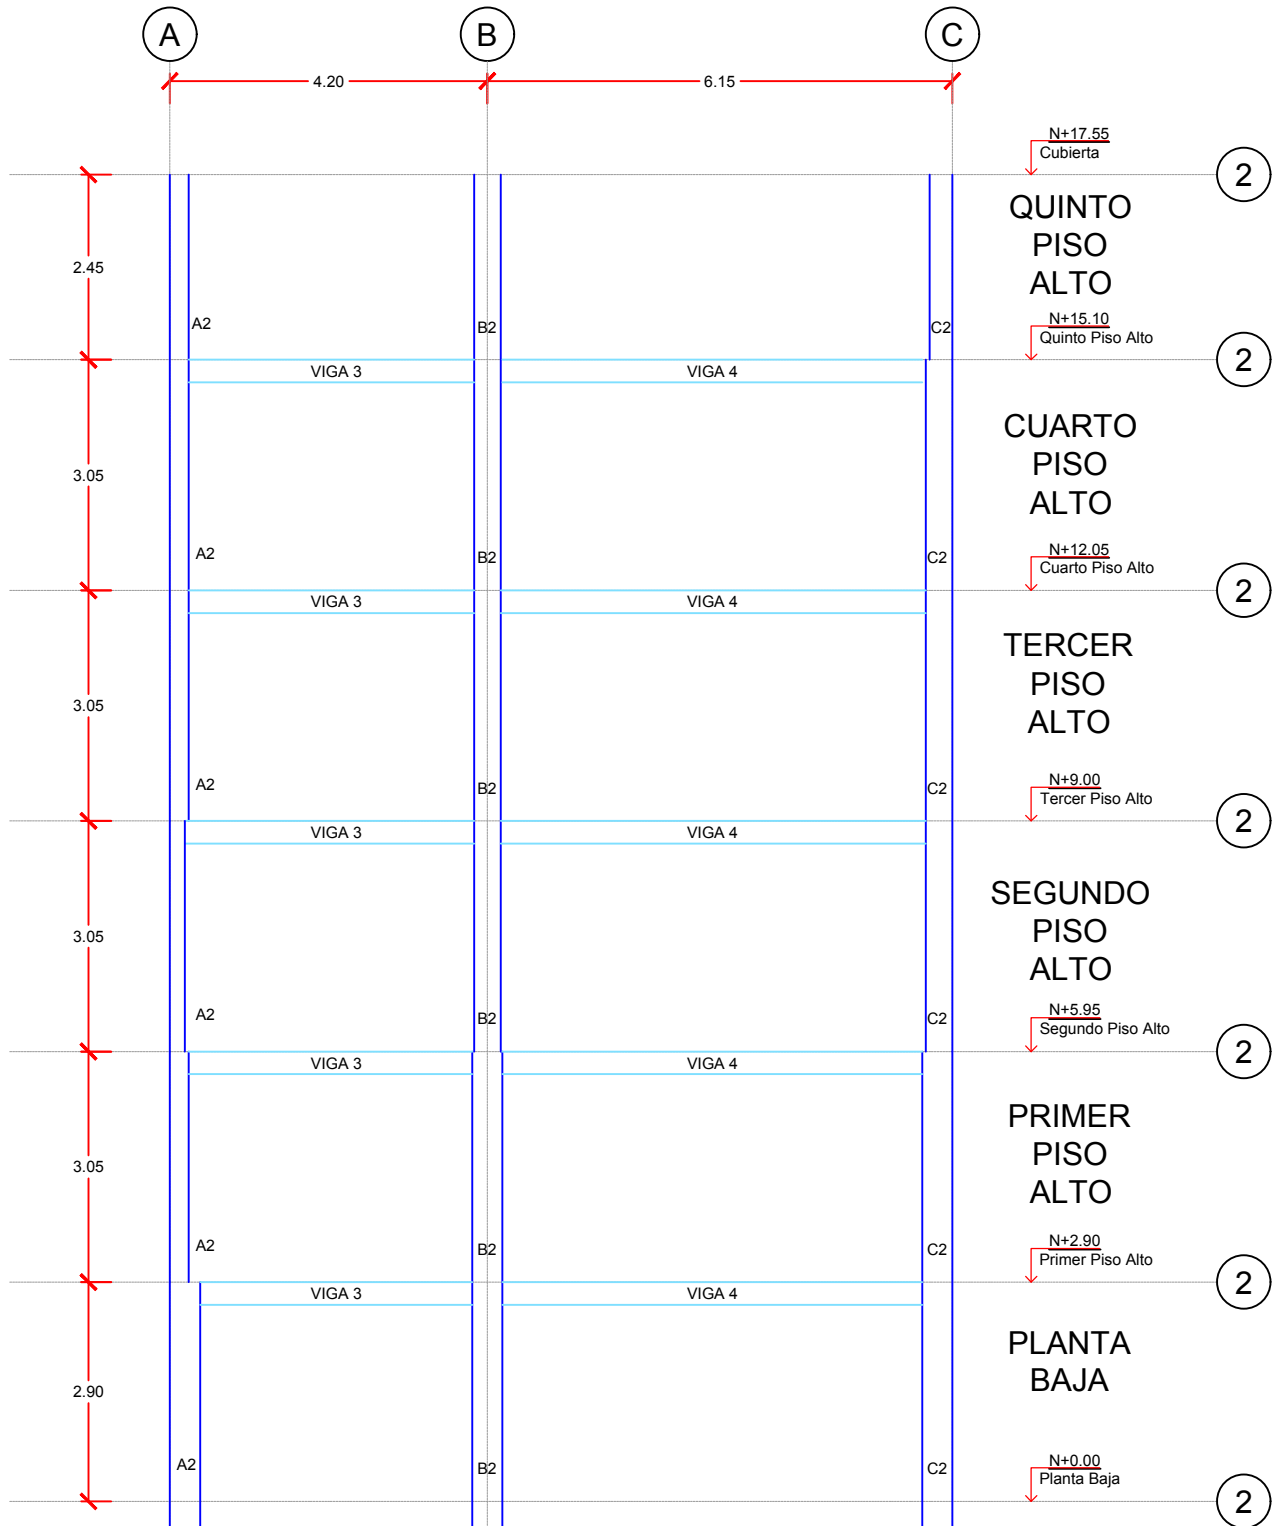 A B C
4.20 6.15
N+17.55
Cubierta
2
QUINTO
PISO
ALTO
2.45
A2 B2 C2
N+15.10
Quinto Piso Alto
2
VIGA 3 VIGA 4
CUARTO
PISO
ALTO
3.05
A2 B2 C2
N+12.05
Cuarto Piso Alto
2
VIGA 3 VIGA 4
TERCER
PISO
ALTO
3.05
A2 B2 C2
N+9.00
Tercer Piso Alto
2
VIGA 3 VIGA 4
SEGUNDO
PISO
ALTO
3.05
A2 B2 C2
N+5.95
Segundo Piso Alto
2
VIGA 3 VIGA 4
PRIMER
PISO
ALTO
3.05
A2 B2 C2
N+2.90
Primer Piso Alto
2
VIGA 3 VIGA 4
PLANTA
BAJA
2.90
A2 B2 C2
N+0.00
Planta Baja
2